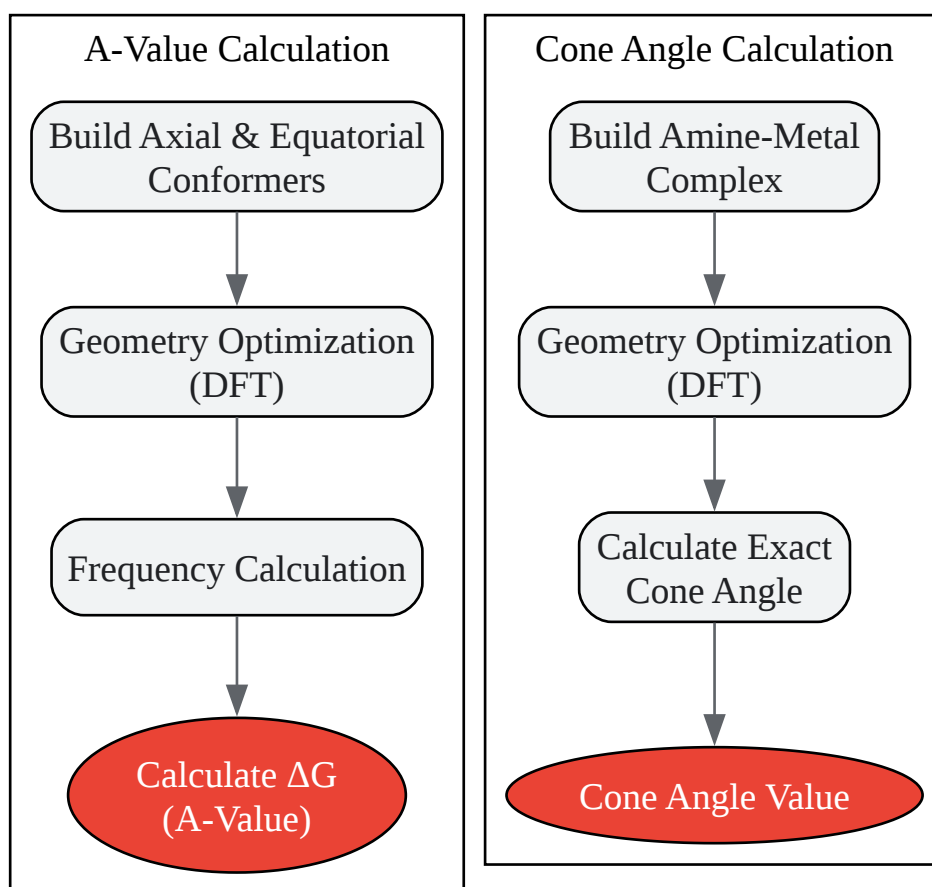 A-Value Calculation
Build Axial & Equatorial
Conformers
Geometry Optimization
(DFT)
Frequency Calculation
Calculate ΔG
(A-Value)
Cone Angle Calculation
Build Amine-Metal
Complex
Geometry Optimization
(DFT)
Calculate Exact
Cone Angle
Cone Angle Value